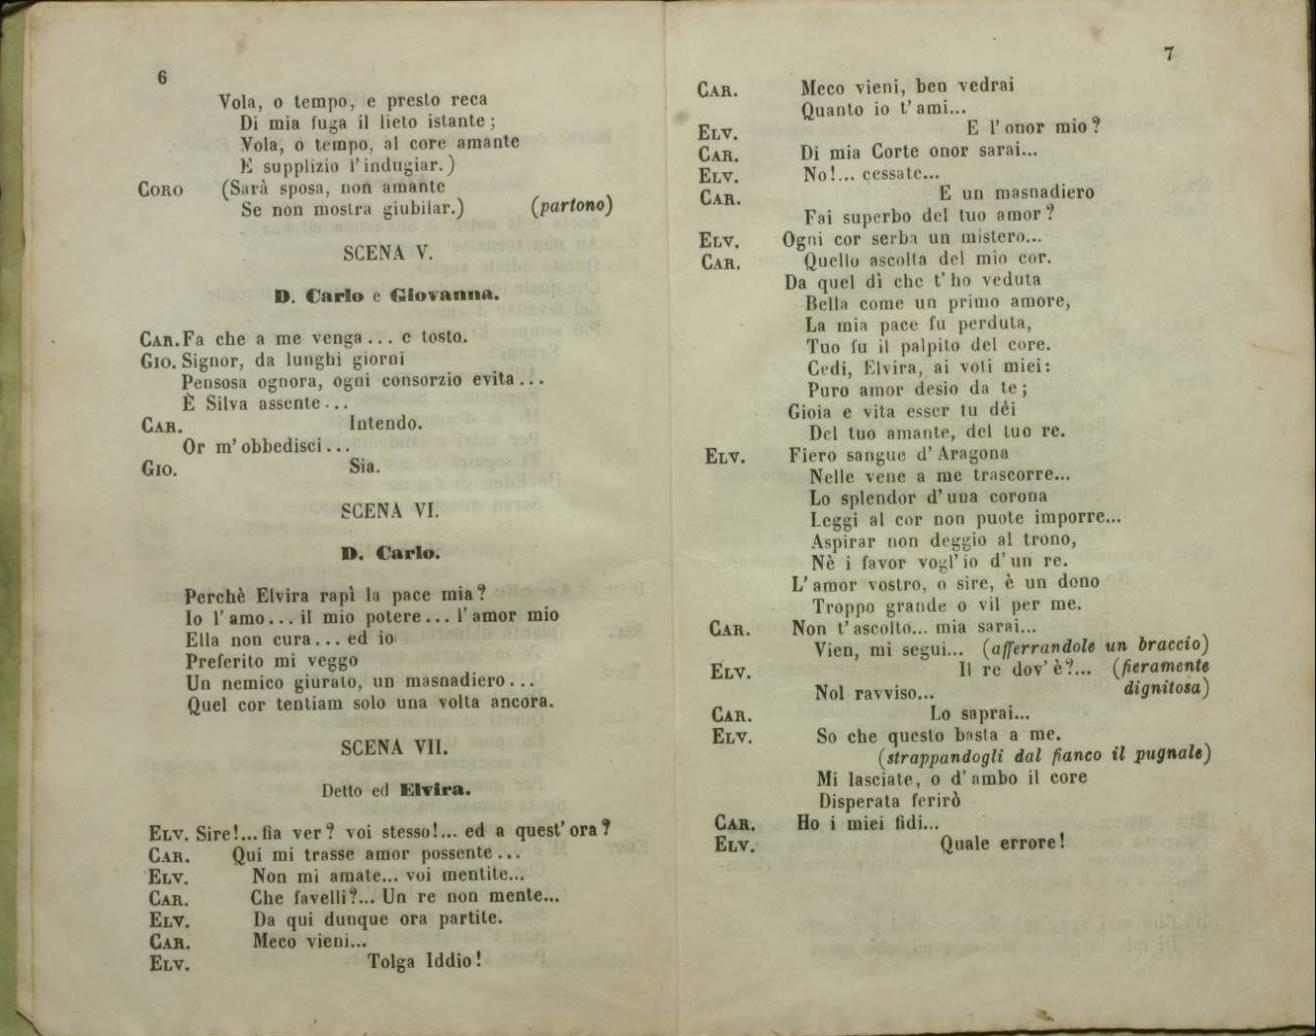 6
Vola, o tempo, e presto reca
Di mia fuga il lieto istante;
Vola, o tempo, al core amante
E supplizio l'indugiar.)
CORO (Sarà sposa, non amante
Se non mostra giubilar.) (partono)
SCENA V.
D. Carlo e Giovanna.
CAR. Fa che a me venga... e tosto.
GIO. Signor, da lunghi giorni
Pensosa ognora, ogni consorzio evita...
È Silva assente...
CAR. Intendo.
Or m'obbedisci...
GIO. Sia.
SCENA VI.
D. Carlo.
Perchè Elvira rapì la pace mia?
Io l'amo... il mio potere... l'amor mio
Ella non cura... ed io
Preferito mi veggo
Un nemico giurato, un masnadiero...
Quel cor tentiam solo una volta ancora.
SCENA VII.
Detto ed Elvira.
ELV. Sire!... fia ver? voi stesso!... ed a quest'ora?
CAR. Qui mi trasse amor possente...
ELV. Non mi amate... voi mentite...
CAR. Che favelli?... Un re non mente...
ELV. Da qui dunque ora partite.
CAR. Meco vieni...
ELV. Tolga Iddio!
7
CAR. Meco vieni, ben vedrai
Quanto io t'ami...
ELV. E l'onor mio?
CAR. Di mia Corte onor sarai...
ELV. No!... cessate...
CAR. E un masnadiero
Fai superbo del tuo amor?
ELV. Ogni cor serba un mistero...
CAR. Quello ascolta del mio cor.
Da quel dì che t'ho veduta
Bella come un primo amore,
La mia pace fu perduta,
Tuo fu il palpito del core.
Cedi, Elvira, ai voti miei:
Puro amor desio da te;
Gioia e vita esser tu dêi
Del tuo amante, del tuo re.
ELV. Fiero sangue d'Aragona
Nelle vene a me trascorre...
Lo splendor d'una corona
Leggi al cor non puote imporre...
Aspirar non deggio al trono,
Nè i favor vogl'io d'un re.
L'amor vostro, o sire, è un dono
Troppo grande o vil per me.
CAR. Non t'ascolto... mia sarai...
Vien, mi segui... (afferrandole un braccio)
ELV. Il re dov'è?... (fieramente
Nol ravviso... dignitosa)
CAR. Lo saprai...
ELV. So che questo basta a me.
(strappandogli dal fianco il pugnale)
Mi lasciate, o d'ambo il core
Disperata ferirò
CAR. Ho i miei fidi...
ELV. Quale errore!